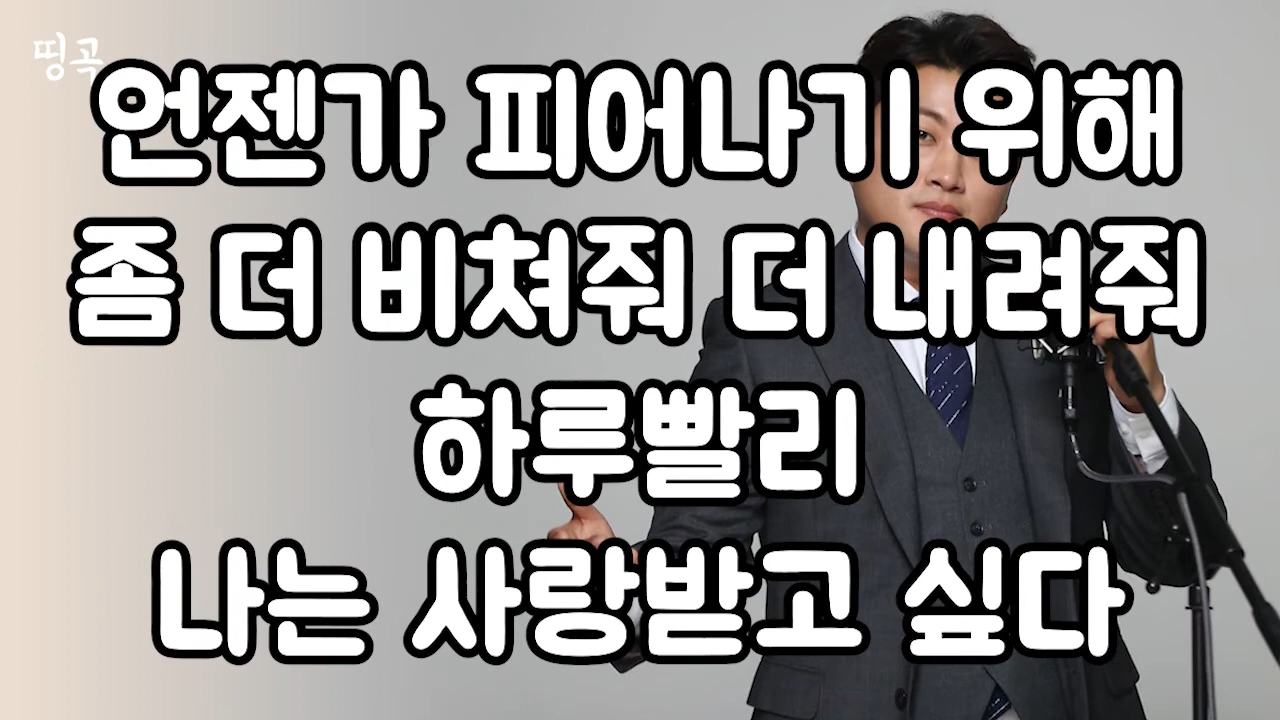 띵곡
언젠가 피어나기 위해
좀 더 비쳐줘 더 내려줘
하루빨리
나는 사랑받고 싶다